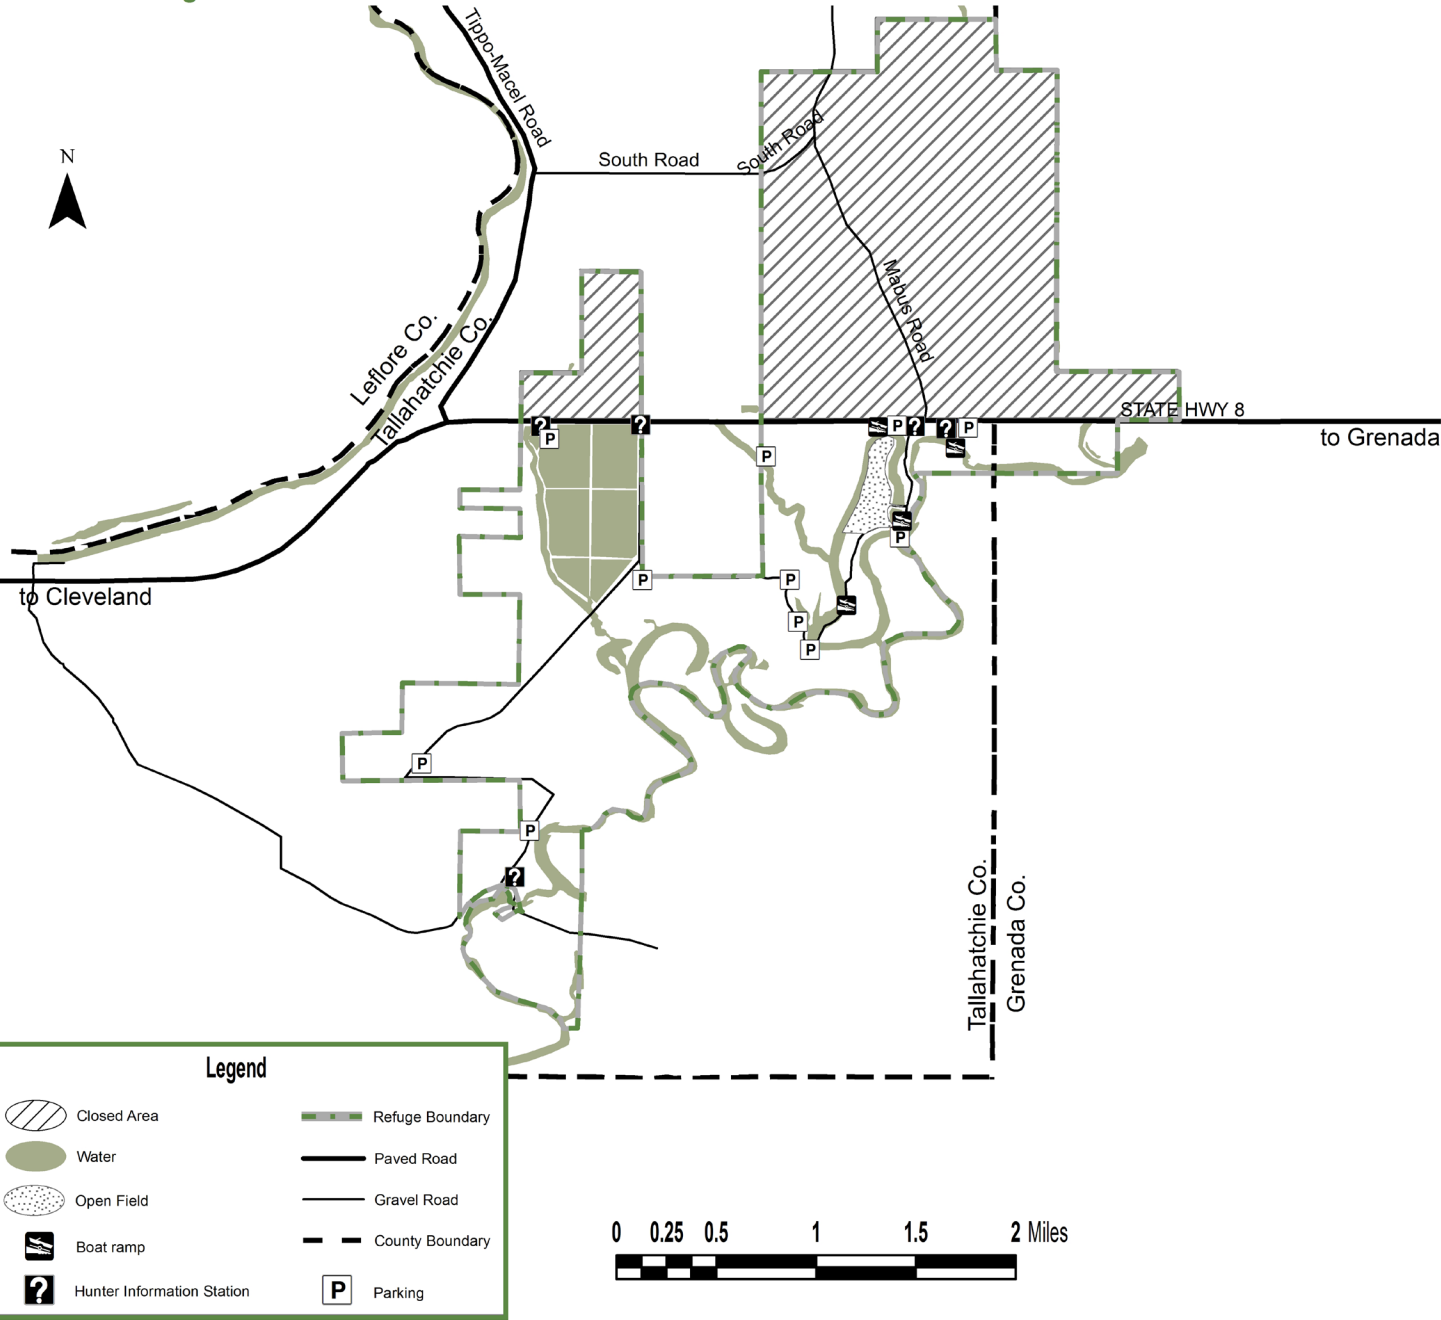 Tippo-Macel Road
N
South Road
South Road
Mabus Road
Leflore Co.
Tallahatchie Co.
STATE HWY 8
to Grenada
? ? P ? ? P
P
P
P
to Cleveland
P P
P
P
P
P
?
Tallahatchie Co.
Grenada Co.
Legend
Closed Area
Refuge Boundary
Water
Paved Road
Open Field
Gravel Road
Boat ramp
County Boundary
? Hunter Information Station
P Parking
0 0.25 0.5 1 1.5 2 Miles